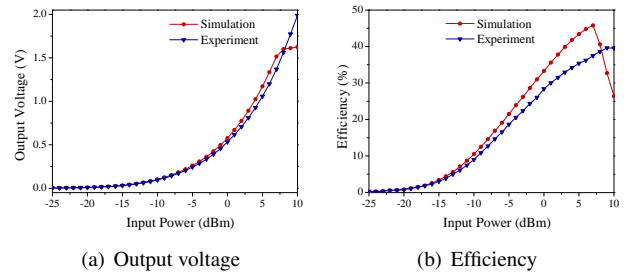 2.0
1.5
1.0
0.5
0.0
Output Voltage (V)
Simulation
Experiment
-25 -20 -15 -10 -5 0 5 10
Input Power (dBm)
(a) Output voltage
50
40
30
20
10
0
Efficiency (%)
Simulation
Experiment
-25 -20 -15 -10 -5 0 5 10
Input Power (dBm)
(b) Efficiency